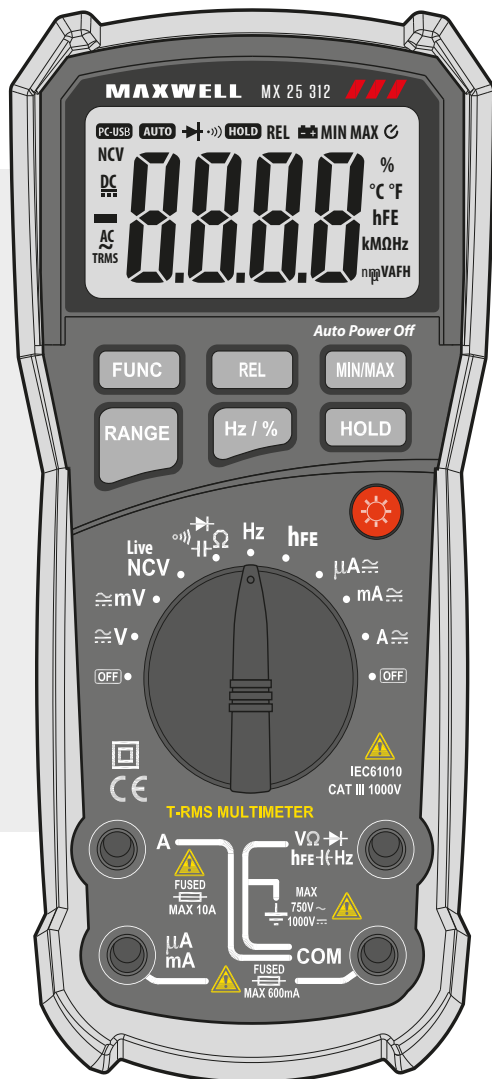 MAXWELL MX 25 312
PC-USB AUTO HOLD REL MIN MAX
NCV
%
DC
°C °F
hFE
AC
kMΩHz
TRMS
nmµVAFH
8.8.8.8
Auto Power Off
FUNC REL MIN/MAX
RANGE Hz / % HOLD
Live
NCV
Ω
Hz
hFE
µA
mV
mA
V
A
OFF
OFF
IEC61010
CAT III 1000V
CE
T-RMS MULTIMETER
A
VΩ
hFE Hz
FUSED
MAX 10A
MAX
750V ~
1000V ⎓
µA
mA
COM
FUSED
MAX 600mA